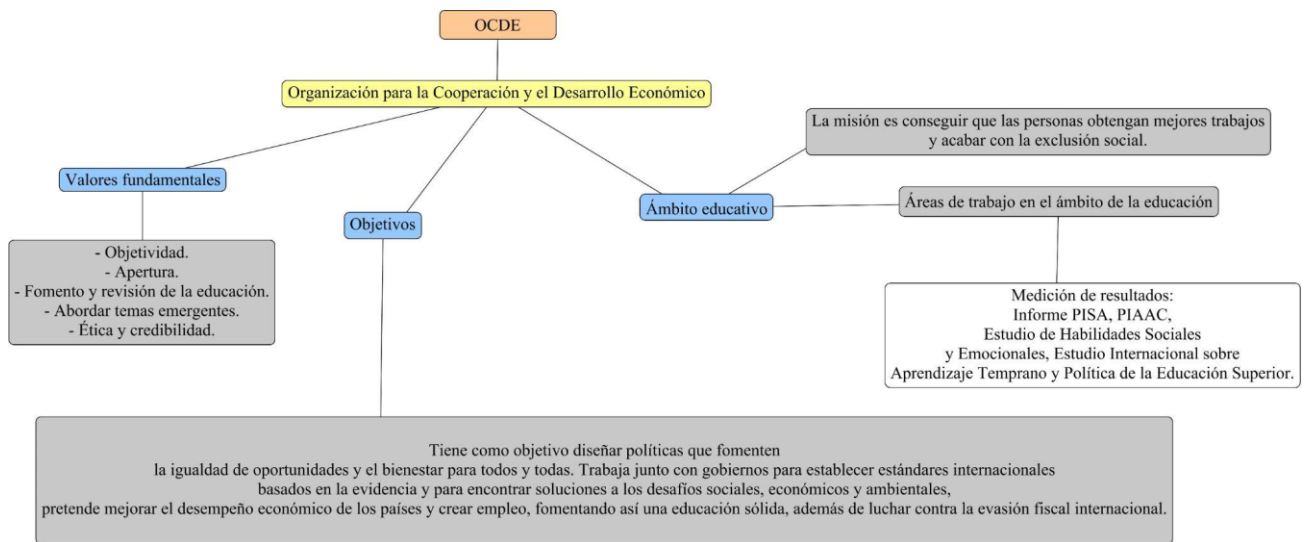 OCDE
Organización para la Cooperación y el Desarrollo Económico
Valores fundamentales
- Objetividad.
- Apertura.
- Fomento y revisión de la educación.
- Abordar temas emergentes.
- Ética y credibilidad.
Objetivos
Tiene como objetivo diseñar políticas que fomenten
la igualdad de oportunidades y el bienestar para todos y todas. Trabaja junto con gobiernos para establecer estándares internacionales
basados en la evidencia y para encontrar soluciones a los desafíos sociales, económicos y ambientales,
pretende mejorar el desempeño económico de los países y crear empleo, fomentando así una educación sólida, además de luchar contra la evasión fiscal internacional.
Ámbito educativo
La misión es conseguir que las personas obtengan mejores trabajos
y acabar con la exclusión social.
Áreas de trabajo en el ámbito de la educación
Medición de resultados:
Informe PISA, PIAAC,
Estudio de Habilidades Sociales
y Emocionales, Estudio Internacional sobre
Aprendizaje Temprano y Política de la Educación Superior.